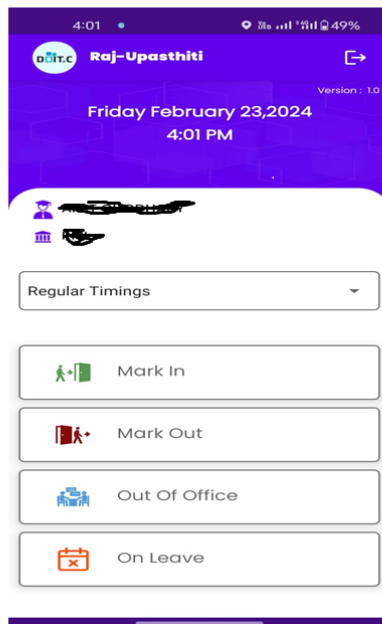 4:01 49%
DOIT.C Raj-Upasthiti
Version : 1.0
Friday February 23,2024
4:01 PM
Regular Timings
Mark In
Mark Out
Out Of Office
On Leave